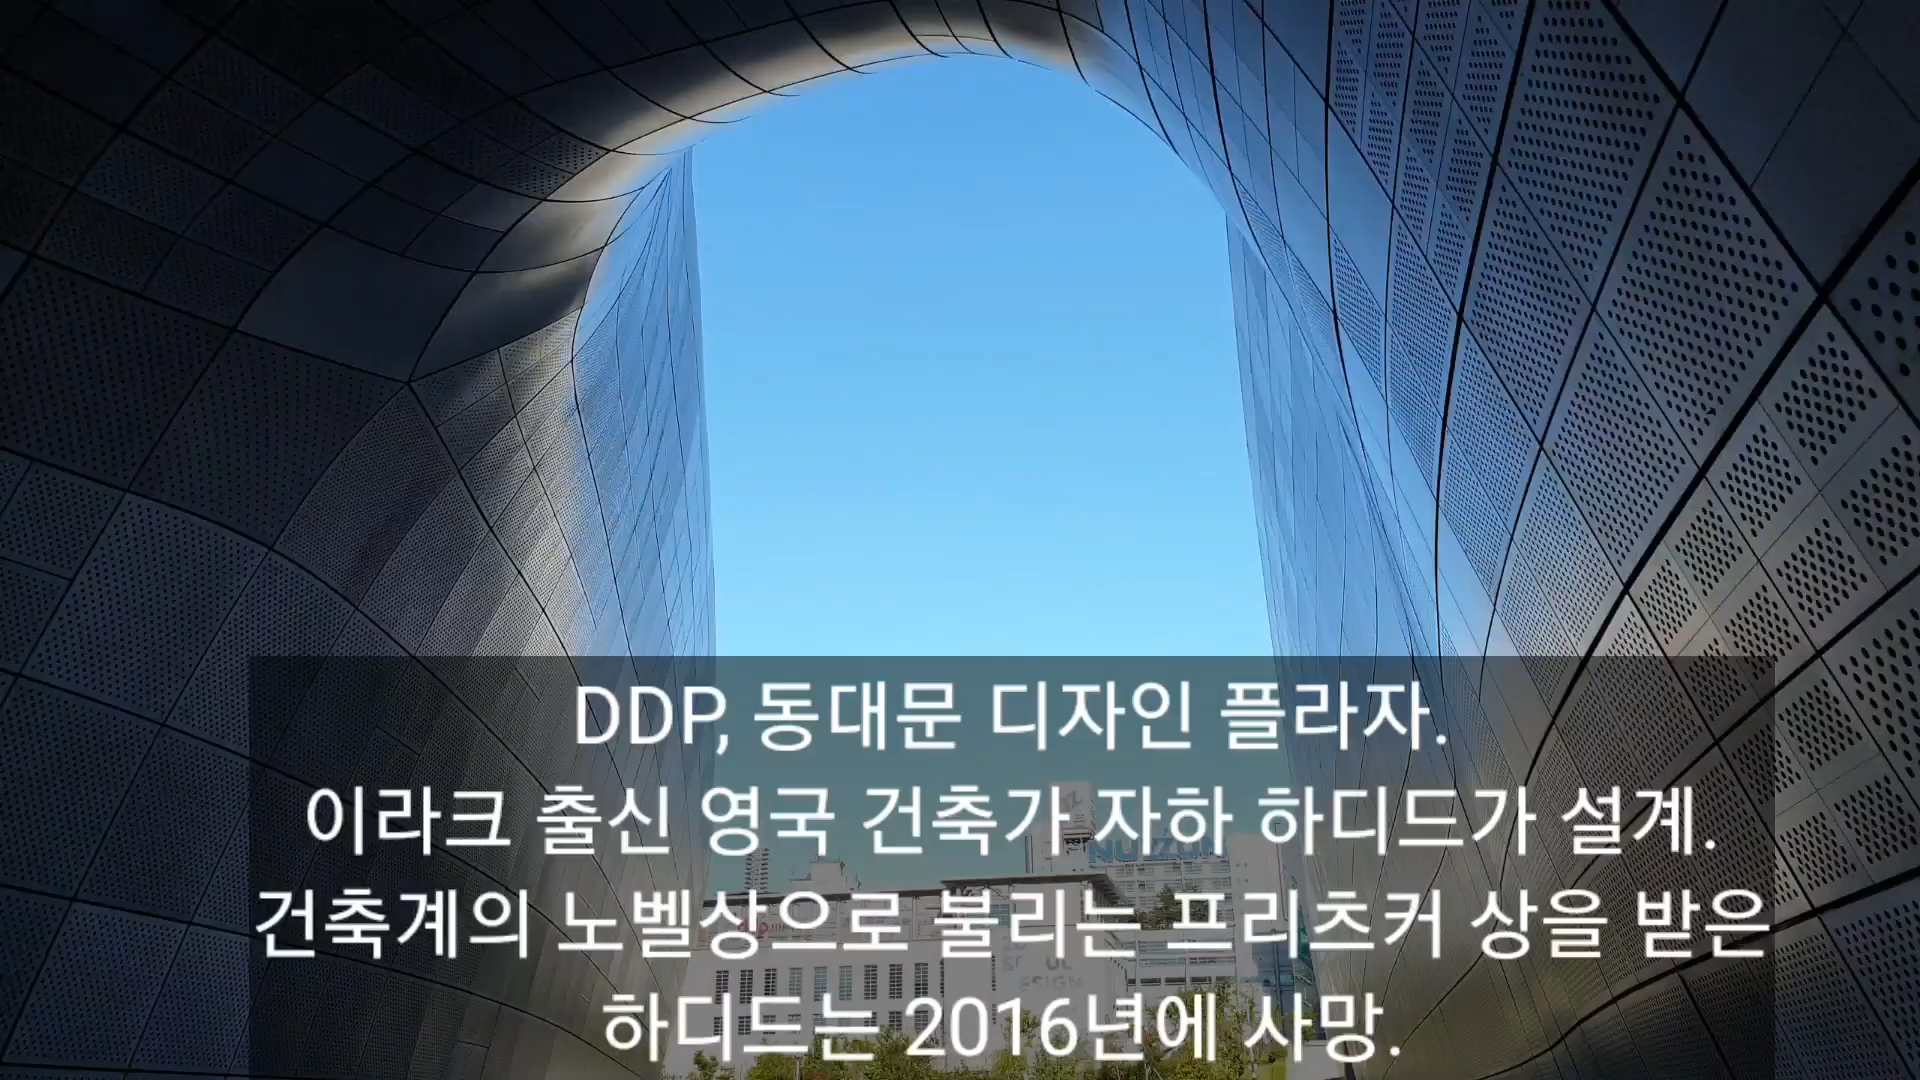 DDP, 동대문 디자인 플라자.
이라크 출신 영국 건축가 자하 하디드가 설계.
NUZZON
건축계의 노벨상으로 불리는 프리츠커 상을 받은
하디드는 2016년에 사망.